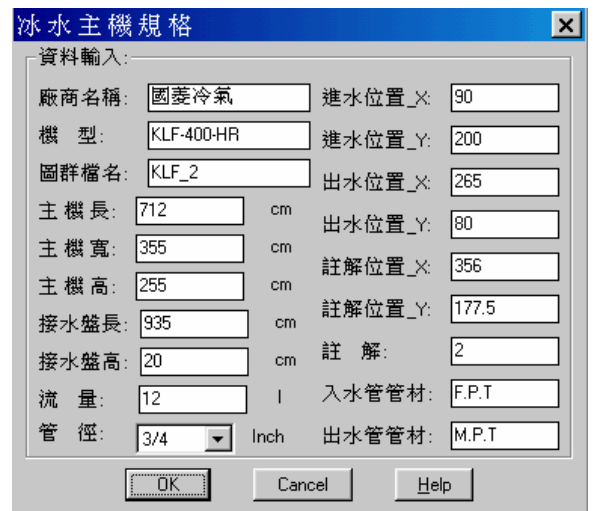 冰水主機規格
資料輸入:
廠商名稱: 國菱冷氣 進水位置_X: 90
機 型: KLF-400-HR 進水位置_Y: 200
圖群檔名: KLF_2 出水位置_X: 265
主機長: 712 cm 出水位置_Y: 80
主機寬: 355 cm 註解位置_X: 356
主機高: 255 cm 註解位置_Y: 177.5
接水盤長: 935 cm 註 解: 2
接水盤高: 20 cm 入水管管材: F.P.T
流 量: 12 l 出水管管材: M.P.T
管 徑: 3/4 Inch
OK Cancel Help